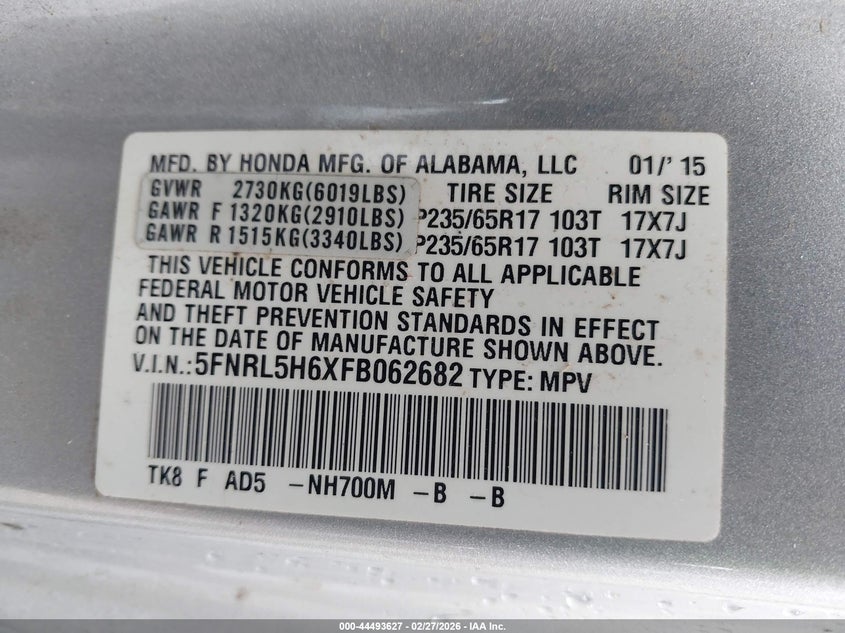 MFD. BY HONDA MFG. OF ALABAMA, LLC 01/' 15
GVWR 2730KG(6019LBS) TIRE SIZE RIM SIZE
GAWR F 1320KG(2910LBS) P235/65R17 103T 17X7J
GAWR R 1515KG(3340LBS) P235/65R17 103T 17X7J
THIS VEHICLE CONFORMS TO ALL APPLICABLE
FEDERAL MOTOR VEHICLE SAFETY
AND THEFT PREVENTION STANDARDS IN EFFECT
ON THE DATE OF MANUFACTURE SHOWN ABOVE.
V.I.N.: 5FNRL5H6XFB062682 TYPE: MPV
TK8 F AD5 -NH700M -B -B
000-44493627 - 02/27/2026 - IAA Inc.